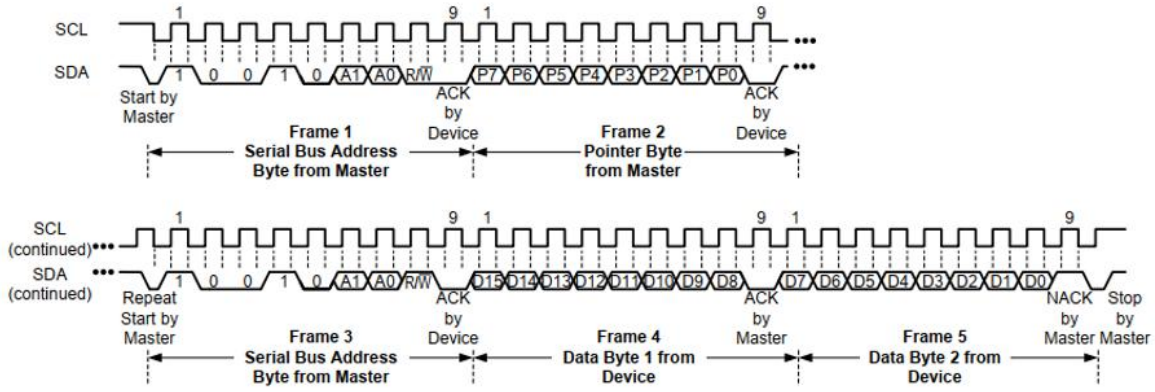 1 9 1 9
SCL •••
SDA 1 0 0 1 0 A1 A0 R/W̅ P7 P6 P5 P4 P3 P2 P1 P0 •••
Start by
Master
ACK
by
Device
ACK
by
Device
Frame 1
Serial Bus Address
Byte from Master
Frame 2
Pointer Byte
from Master
1 9 1 9 1 9
SCL
(continued) •••
SDA
(continued) ••• 1 0 0 1 0 A1 A0 R/W̅ D15 D14 D13 D12 D11 D10 D9 D8 D7 D6 D5 D4 D3 D2 D1 D0
Repeat
Start by
Master
ACK
by
Device
ACK
by
Master
NACK
by
Master
Stop
by
Master
Frame 3
Serial Bus Address
Byte from Master
Frame 4
Data Byte 1 from
Device
Frame 5
Data Byte 2 from
Device